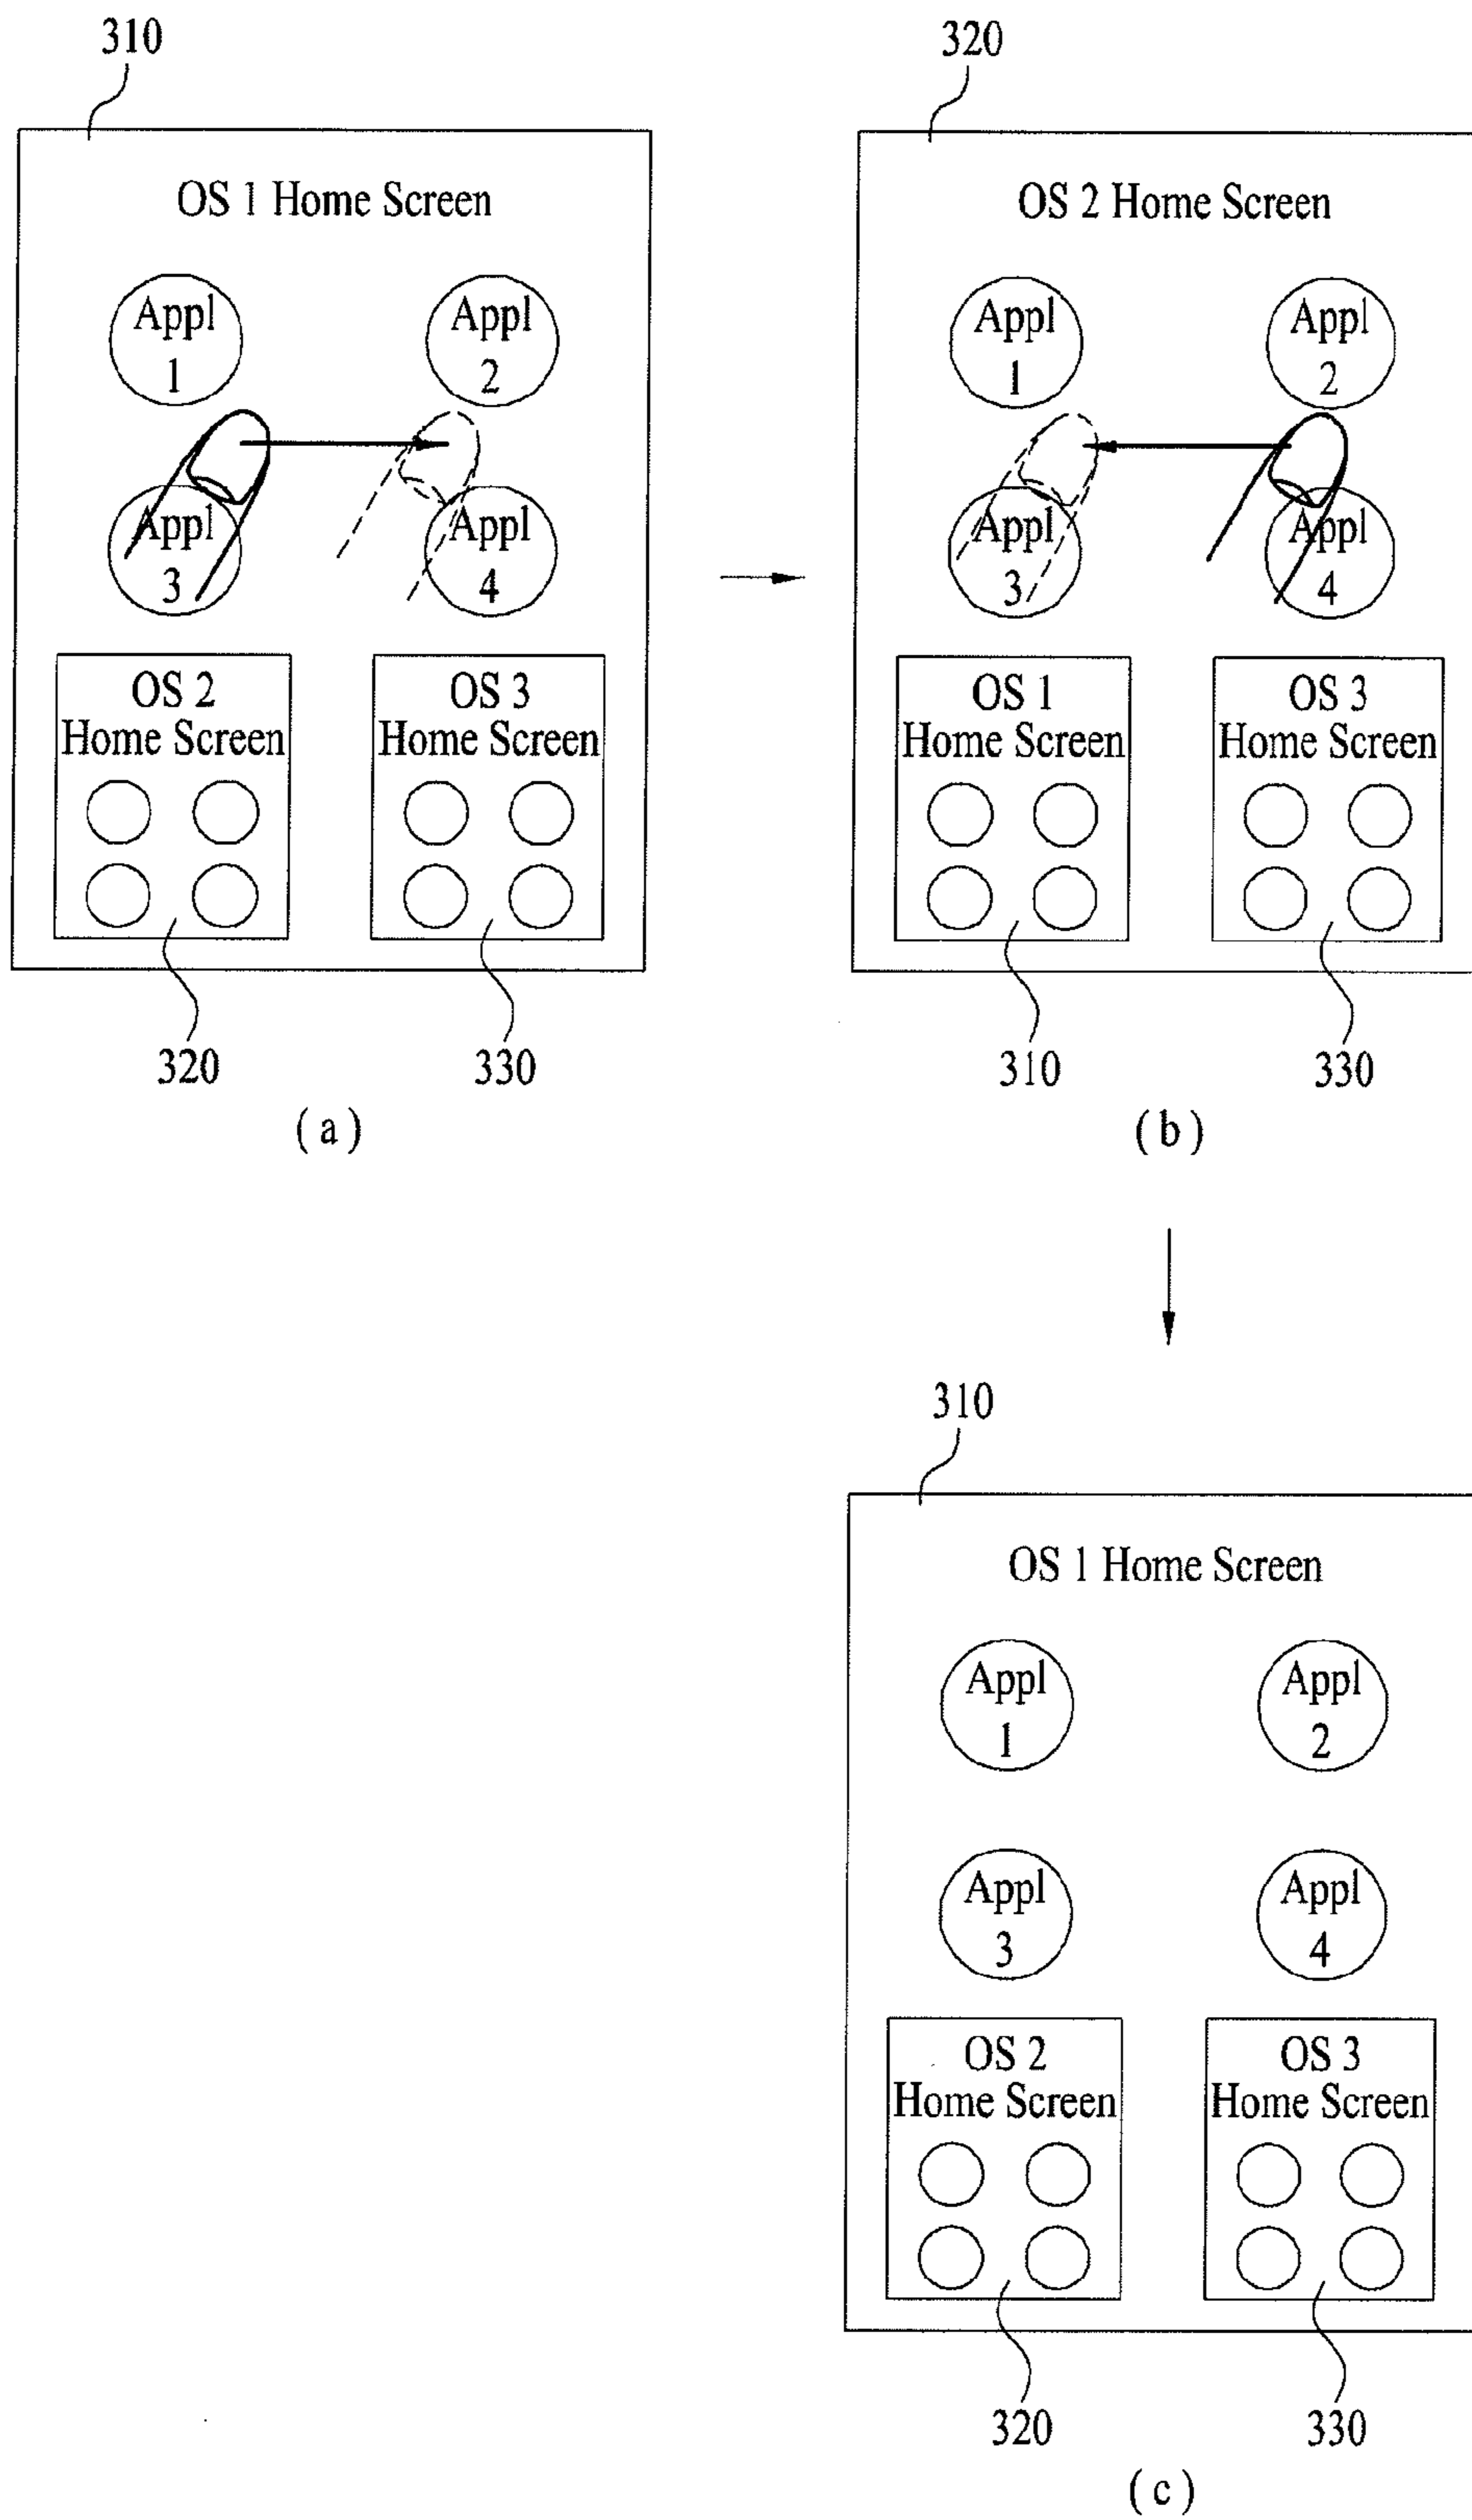 310
OS 1 Home Screen
Appl
1
Appl
2
Appl
3
Appl
4
OS 2
Home Screen
OS 3
Home Screen
320
330
(a)
320
OS 2 Home Screen
Appl
1
Appl
2
Appl
3
Appl
4
OS 1
Home Screen
OS 3
Home Screen
310
330
(b)
310
OS 1 Home Screen
Appl
1
Appl
2
Appl
3
Appl
4
OS 2
Home Screen
OS 3
Home Screen
320
330
(c)